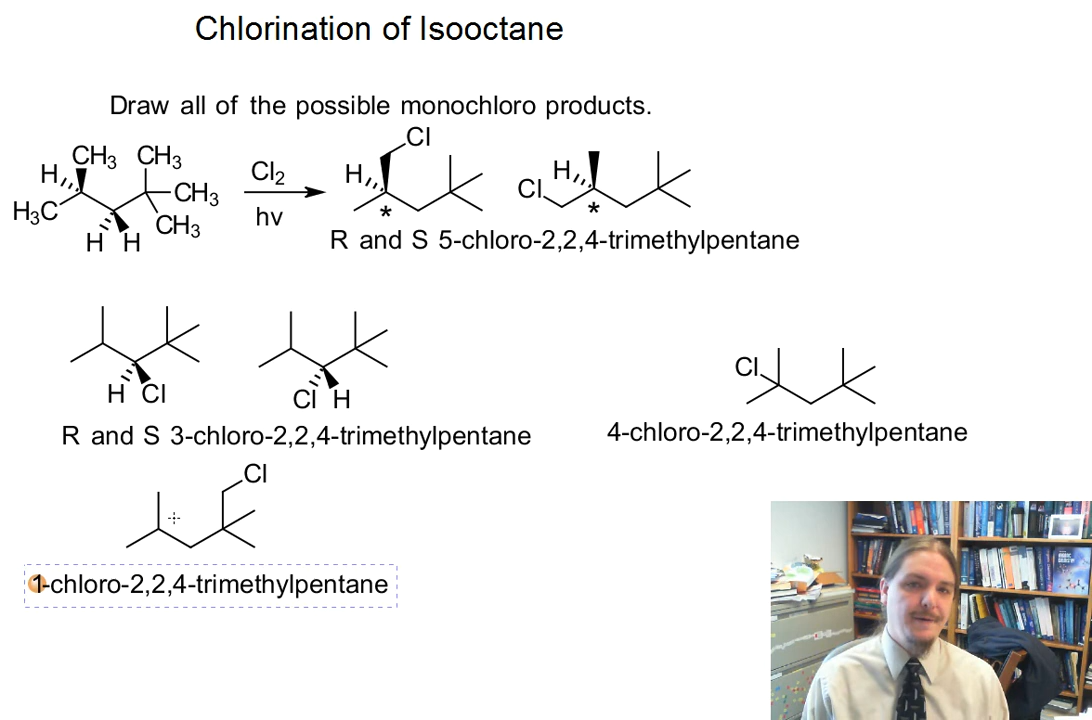 Chlorination of Isooctane
Draw all of the possible monochloro products.
CH3 CH3
H
H3C
CH3
CH3
H H
Cl2
hv
Cl
H
*
H
Cl
*
R and S 5-chloro-2,2,4-trimethylpentane
H Cl
Cl H
R and S 3-chloro-2,2,4-trimethylpentane
Cl
4-chloro-2,2,4-trimethylpentane
Cl
1-chloro-2,2,4-trimethylpentane